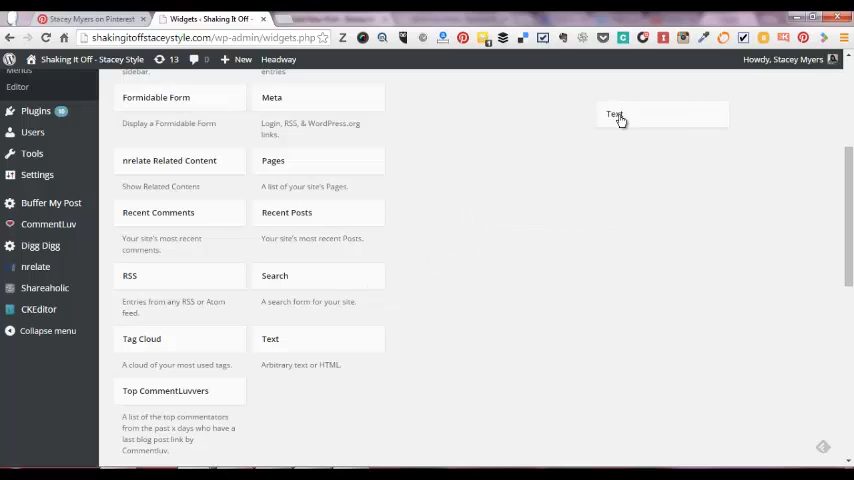 Stacey Myers on Pinterest
Widgets ‹ Shaking It Off - S
shakingitoffstaceystyle.com/wp-admin/widgets.php
Shaking It Off - Stacey Style
13
0
+ New
Headway
Howdy, Stacey Myers
Menus
Editor
Plugins
Users
Tools
Settings
Buffer My Post
CommentLuv
Digg Digg
nrelate
Shareaholic
CKEditor
Collapse menu
sidebar.
entries
Formidable Form
Meta
Display a Formidable Form
Login, RSS, & WordPress.org
links.
nrelate Related Content
Pages
Show Related Content
A list of your site's Pages.
Recent Comments
Recent Posts
Your site's most recent
comments.
Your site's most recent Posts.
RSS
Search
Entries from any RSS or Atom
feed.
A search form for your site.
Tag Cloud
Text
A cloud of your most used tags.
Arbitrary text or HTML.
Top CommentLuvvers
A list of the top commentators
from the past x days who have a
last blog post link by
Commentluv.
Text